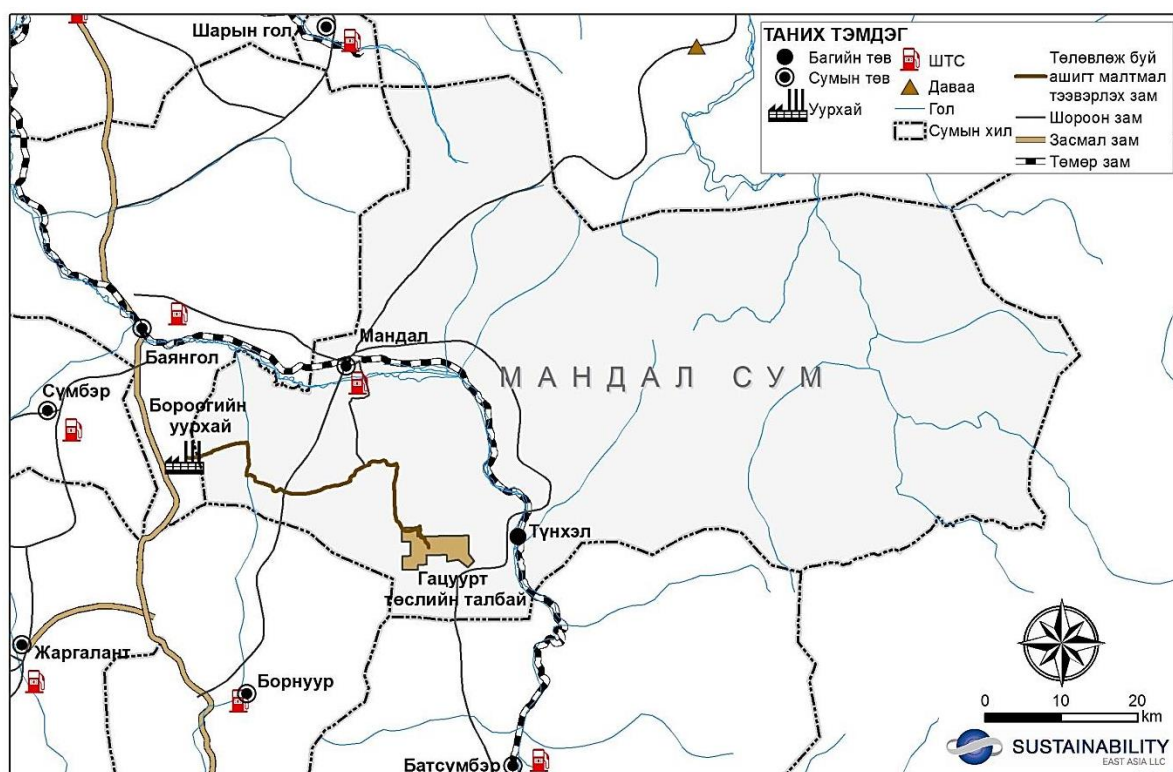 Шарын гол
ТАНИХ ТЭМДЭГ
Багийн төв
Сумын төв
Уурхай
ШТС
Даваа
Гол
Сумын хил
Төлөвлөж буй
ашигт малтмал
тээвэрлэх зам
Шороон зам
Засмал зам
Төмөр зам
Баянгол
Мандал
МАНДАЛ СУМ
Сүмбэр
Бороогийн
уурхай
Түнхэл
Гацуурт
төслийн талбай
Жаргалант
Борнуур
Батсүмбэр
0 10 20
km
SUSTAINABILITY
EAST ASIA LLC